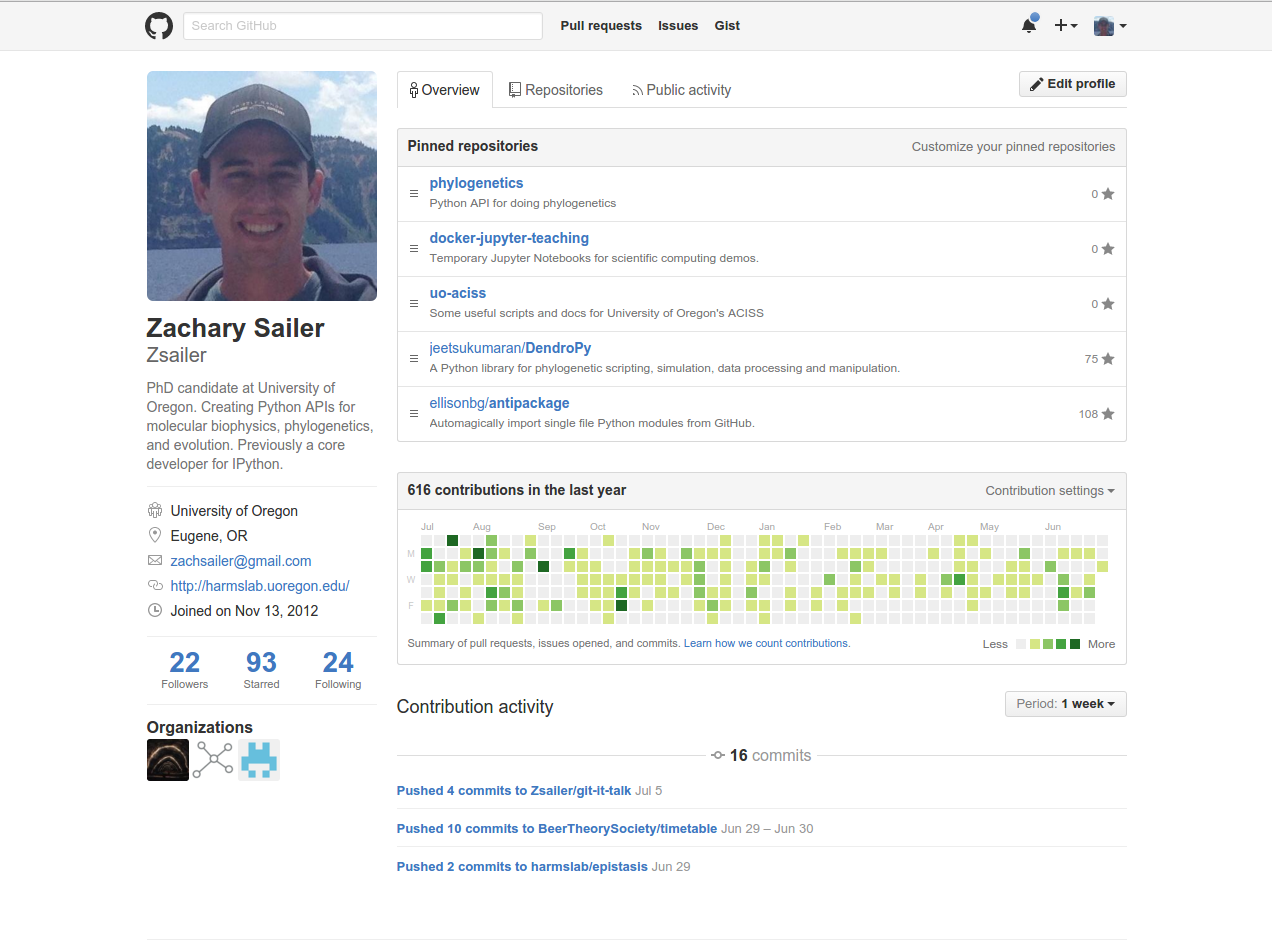 Search GitHub
Pull requests Issues Gist
Overview Repositories Public activity
Edit profile
Zachary Sailer
Zsailer
PhD candidate at University of
Oregon. Creating Python APIs for
molecular biophysics, phylogenetics,
and evolution. Previously a core
developer for IPython.
University of Oregon
Eugene, OR
zachsailer@gmail.com
http://harmslab.uoregon.edu/
Joined on Nov 13, 2012
22 93 24
Followers Starred Following
Organizations
Pinned repositories Customize your pinned repositories
phylogenetics
Python API for doing phylogenetics
0
docker-jupyter-teaching
Temporary Jupyter Notebooks for scientific computing demos.
0
uo-aciss
Some useful scripts and docs for University of Oregon's ACISS
0
jeetsukumaran/DendroPy
A Python library for phylogenetic scripting, simulation, data processing and manipulation.
75
ellisonbg/antipackage
Automagically import single file Python modules from GitHub.
108
616 contributions in the last year Contribution settings
Jul Aug Sep Oct Nov Dec Jan Feb Mar Apr May Jun
M
W
F
Summary of pull requests, issues opened, and commits. Learn how we count contributions. Less More
Contribution activity Period: 1 week
16 commits
Pushed 4 commits to Zsailer/git-it-talk Jul 5
Pushed 10 commits to BeerTheorySociety/timetable Jun 29 – Jun 30
Pushed 2 commits to harmslab/epistasis Jun 29